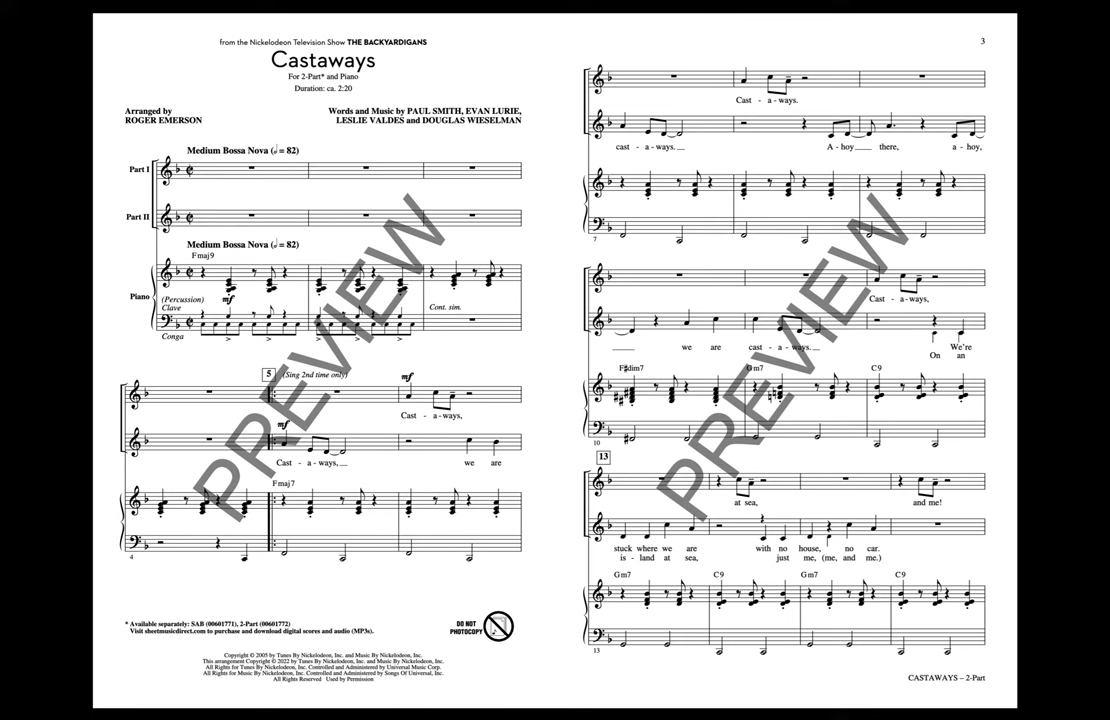 from the Nickelodeon Television Show THE BACKYARDIGANS
Castaways
For 2-Part* and Piano
Duration: ca. 2:20
Arranged by
ROGER EMERSON
Words and Music by PAUL SMITH, EVAN LURIE,
LESLIE VALDES and DOUGLAS WIESELMAN
Medium Bossa Nova (𝅗𝅥 = 82)
Part I
Part II
Medium Bossa Nova (𝅗𝅥 = 82)
Fmaj9
Piano
(Percussion)
Clave
mf
Cont. sim.
Conga
5 (Sing 2nd time only)
mf
Cast - a - ways,
mf
Cast - a - ways, we are
Fmaj7
4
* Available separately: SAB (00601771), 2-Part (00601772)
Visit sheetmusicdirect.com to purchase and download digital scores and audio (MP3s).
DO NOT
PHOTOCOPY
Copyright © 2005 by Tunes By Nickelodeon, Inc. and Music By Nickelodeon, Inc.
This arrangement Copyright © 2022 by Tunes By Nickelodeon, Inc. and Music By Nickelodeon, Inc.
All Rights for Tunes By Nickelodeon, Inc. Controlled and Administered by Universal Music Corp.
All Rights for Music By Nickelodeon, Inc. Controlled and Administered by Songs Of Universal, Inc.
All Rights Reserved Used by Permission
PREVIEW
3
Cast - a - ways.
cast - a - ways. A - hoy there, a - hoy,
7
Cast - a - ways,
we are cast - a - ways. We're
On an
F#dim7 Gm7 C9
10
13
at sea, and me!
stuck where we are with no house, no car.
is - land at sea, just me, (me, and me.)
Gm7 C9 Gm7 C9
13
PREVIEW
CASTAWAYS – 2-Part